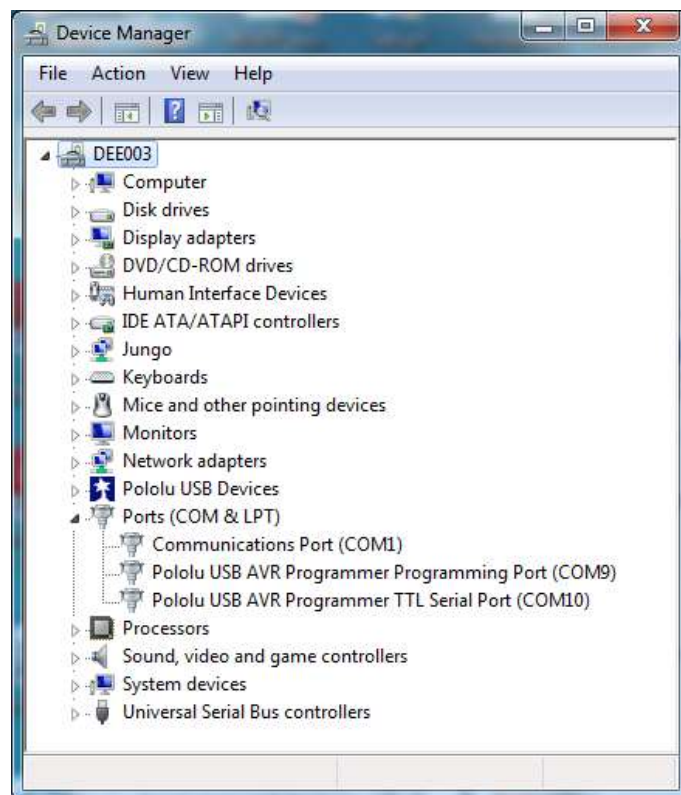 Device Manager
File Action View Help
DEE003
Computer
Disk drives
Display adapters
DVD/CD-ROM drives
Human Interface Devices
IDE ATA/ATAPI controllers
Jungo
Keyboards
Mice and other pointing devices
Monitors
Network adapters
Pololu USB Devices
Ports (COM & LPT)
Communications Port (COM1)
Pololu USB AVR Programmer Programming Port (COM9)
Pololu USB AVR Programmer TTL Serial Port (COM10)
Processors
Sound, video and game controllers
System devices
Universal Serial Bus controllers